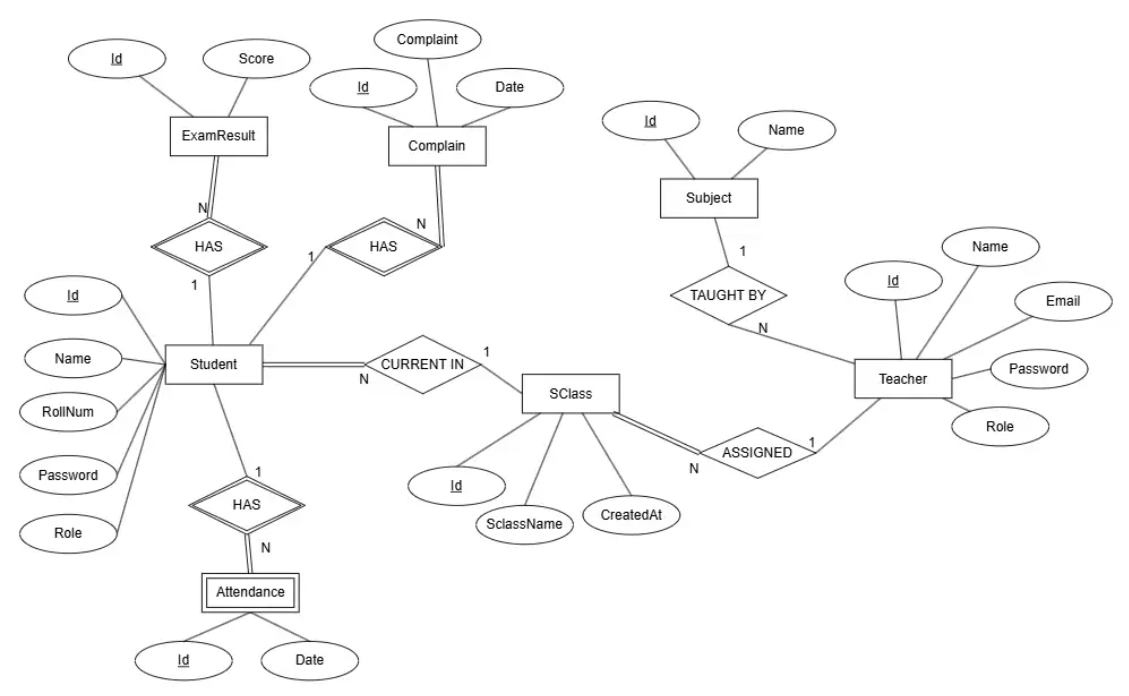 Complaint
Id
Score
Id
Date
ExamResult
Complain
Id
Name
Subject
N
HAS
1
N
HAS
1
1
TAUGHT BY
N
Name
Id
Email
Password
Role
Teacher
Id
Name
RollNum
Password
Role
Student
N
CURRENT IN
1
SClass
N
ASSIGNED
1
Id
SclassName
CreatedAt
1
HAS
N
Attendance
Id
Date